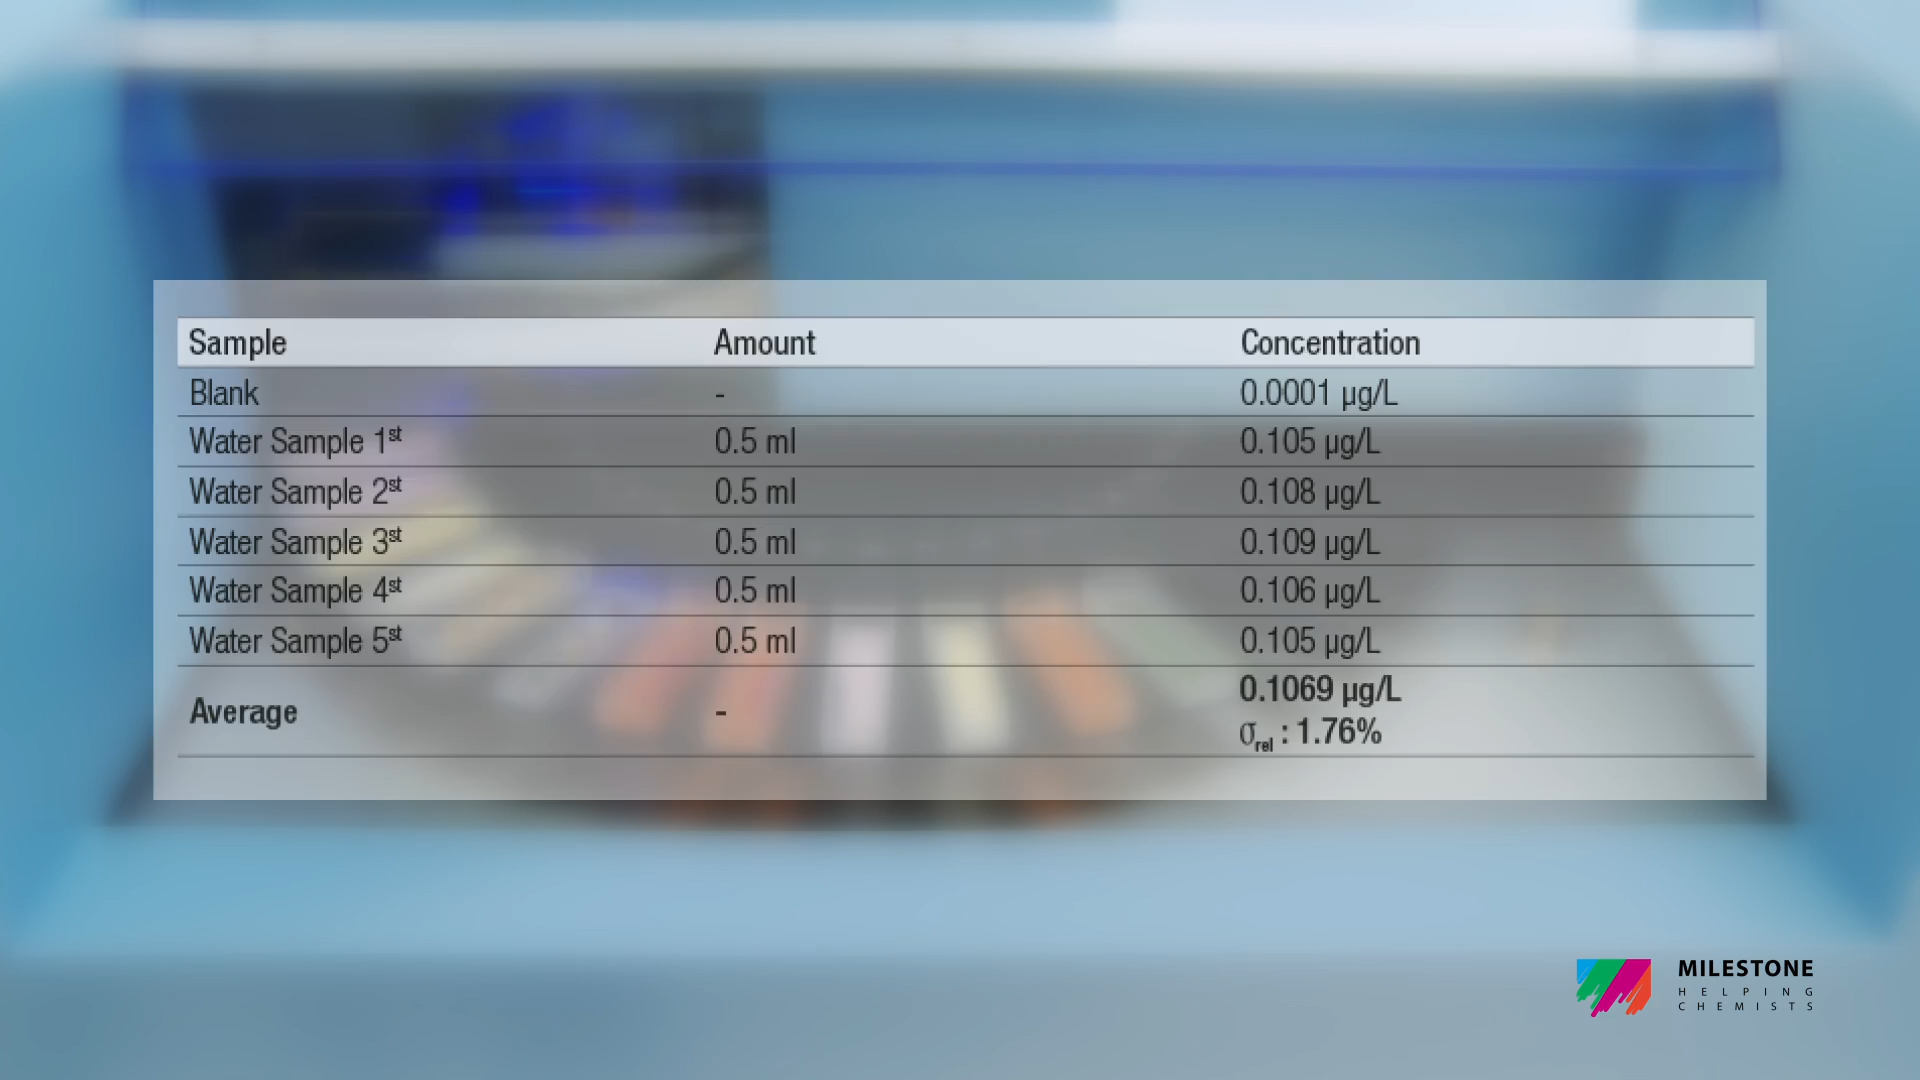 Sample Amount Concentration
Blank - 0.0001 µg/L
Water Sample 1st 0.5 ml 0.105 µg/L
Water Sample 2st 0.5 ml 0.108 µg/L
Water Sample 3st 0.5 ml 0.109 µg/L
Water Sample 4st 0.5 ml 0.106 µg/L
Water Sample 5st 0.5 ml 0.105 µg/L
Average - 0.1069 µg/L
σrel : 1.76%
MILESTONE
HELPING
CHEMISTS